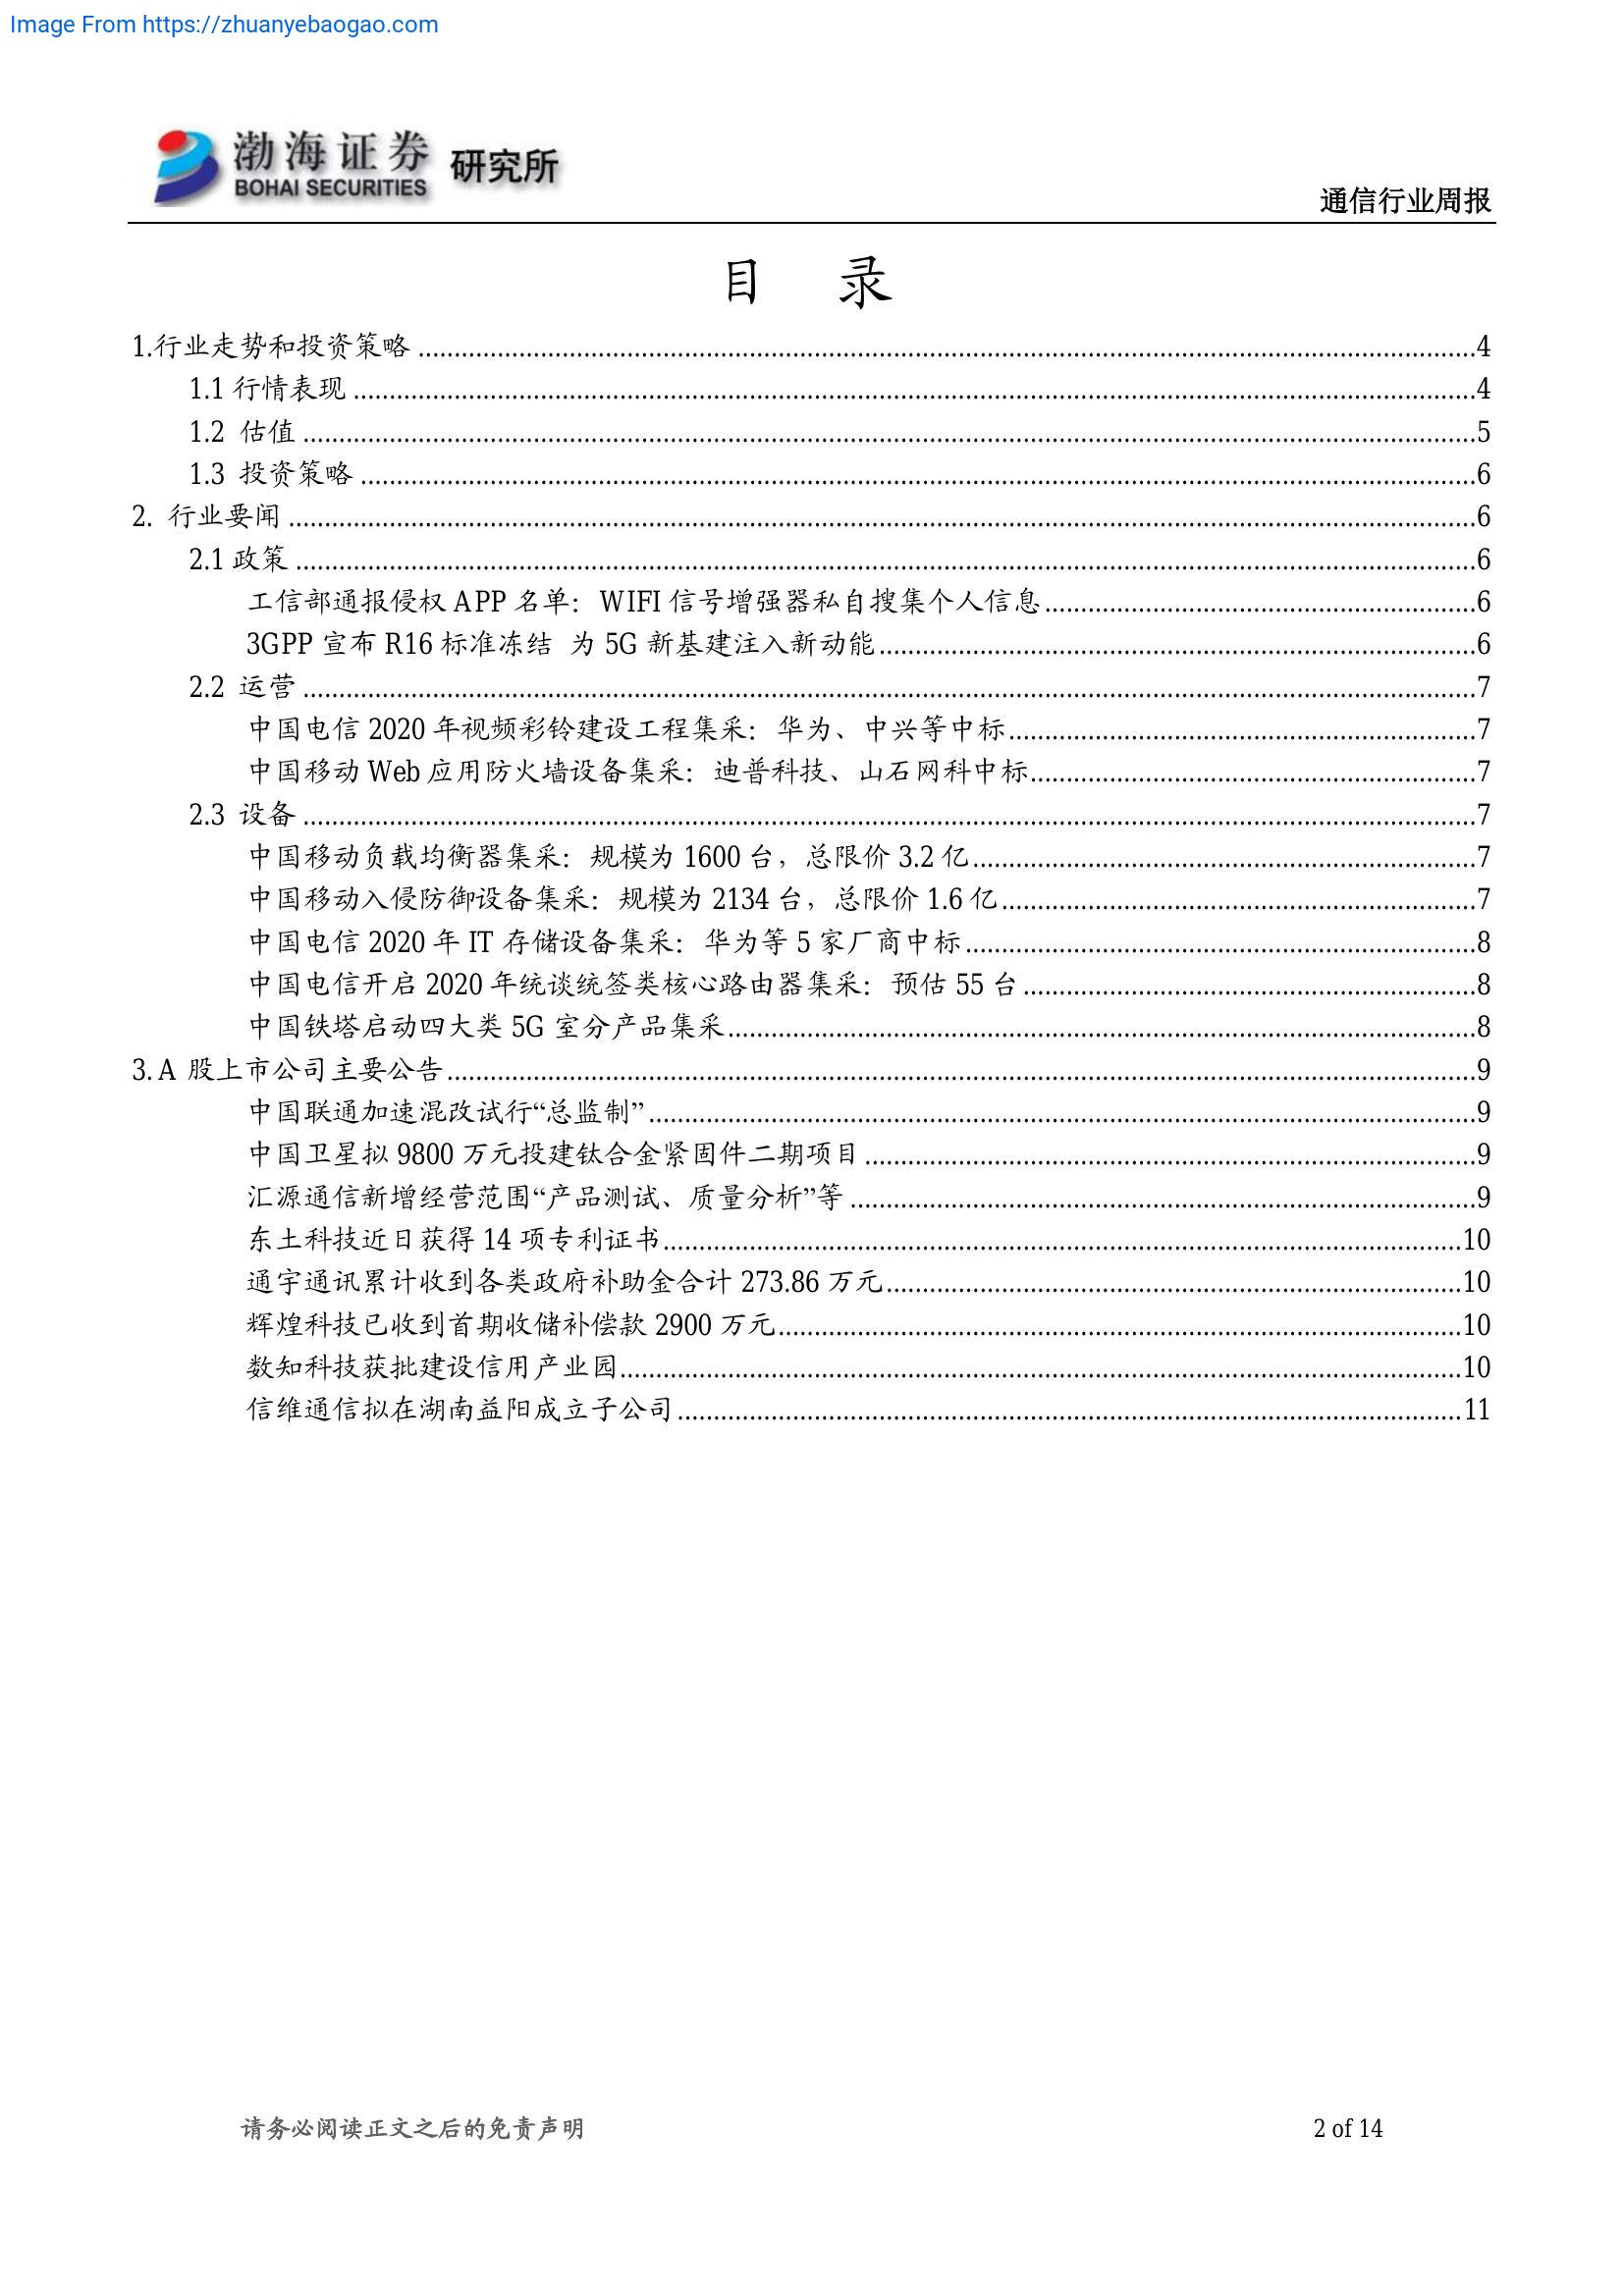 Image From https://zhuanyebaogao.com
渤海证券 研究所
BOHAI SECURITIES
通信行业周报
目 录
1.行业走势和投资策略 ........ 4
1.1 行情表现 ........ 4
1.2 估值 ........ 5
1.3 投资策略 ........ 6
2. 行业要闻 ........ 6
2.1 政策 ........ 6
工信部通报侵权 APP 名单：WIFI 信号增强器私自搜集个人信息 ........ 6
3GPP 宣布 R16 标准冻结 为 5G 新基建注入新动能 ........ 6
2.2 运营 ........ 7
中国电信 2020 年视频彩铃建设工程集采：华为、中兴等中标 ........ 7
中国移动 Web 应用防火墙设备集采：迪普科技、山石网科中标 ........ 7
2.3 设备 ........ 7
中国移动负载均衡器集采：规模为 1600 台，总限价 3.2 亿 ........ 7
中国移动入侵防御设备集采：规模为 2134 台，总限价 1.6 亿 ........ 7
中国电信 2020 年 IT 存储设备集采：华为等 5 家厂商中标 ........ 8
中国电信开启 2020 年统谈统签类核心路由器集采：预估 55 台 ........ 8
中国铁塔启动四大类 5G 室分产品集采 ........ 8
3. A 股上市公司主要公告 ........ 9
中国联通加速混改试行“总监制” ........ 9
中国卫星拟 9800 万元投建钛合金紧固件二期项目 ........ 9
汇源通信新增经营范围“产品测试、质量分析”等 ........ 9
东土科技近日获得 14 项专利证书 ........ 10
通宇通讯累计收到各类政府补助金合计 273.86 万元 ........ 10
辉煌科技已收到首期收储补偿款 2900 万元 ........ 10
数知科技获批建设信用产业园 ........ 10
信维通信拟在湖南益阳成立子公司 ........ 11
请务必阅读正文之后的免责声明
2 of 14